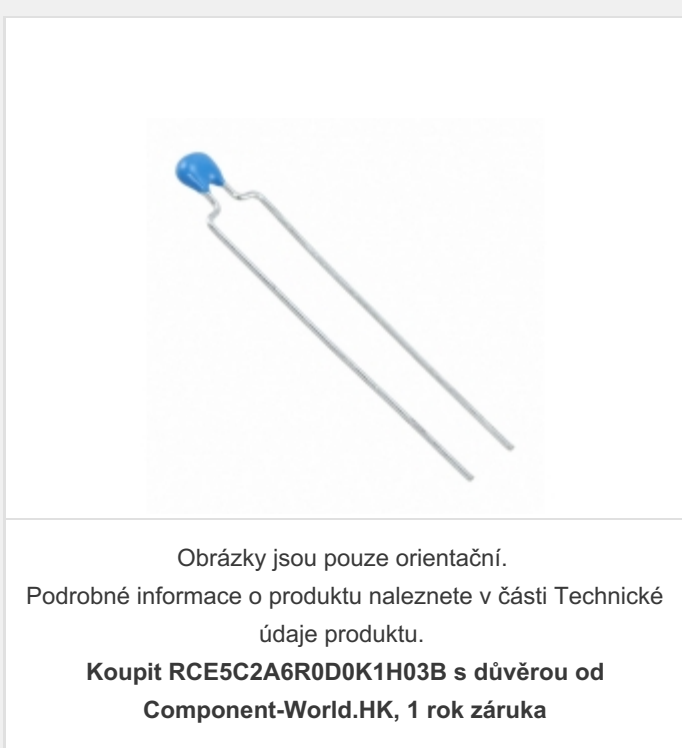 Obrázky jsou pouze orientační.
Podrobné informace o produktu naleznete v části Technické
údaje produktu.
Koupit RCE5C2A6R0D0K1H03B s důvěrou od
Component-World.HK, 1 rok záruka